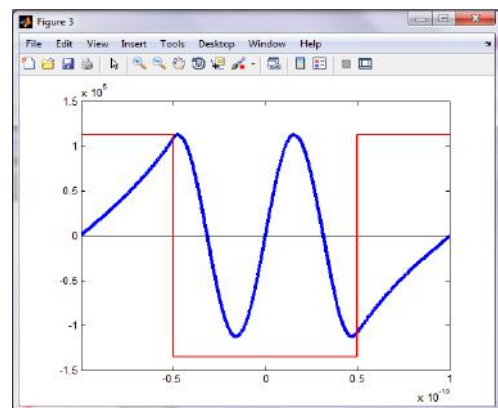 Figure 3
File Edit View Insert Tools Desktop Window Help
x 10^5
1.5
1
0.5
0
-0.5
-1
-1.5
-0.5 0 0.5 1
x 10^-10